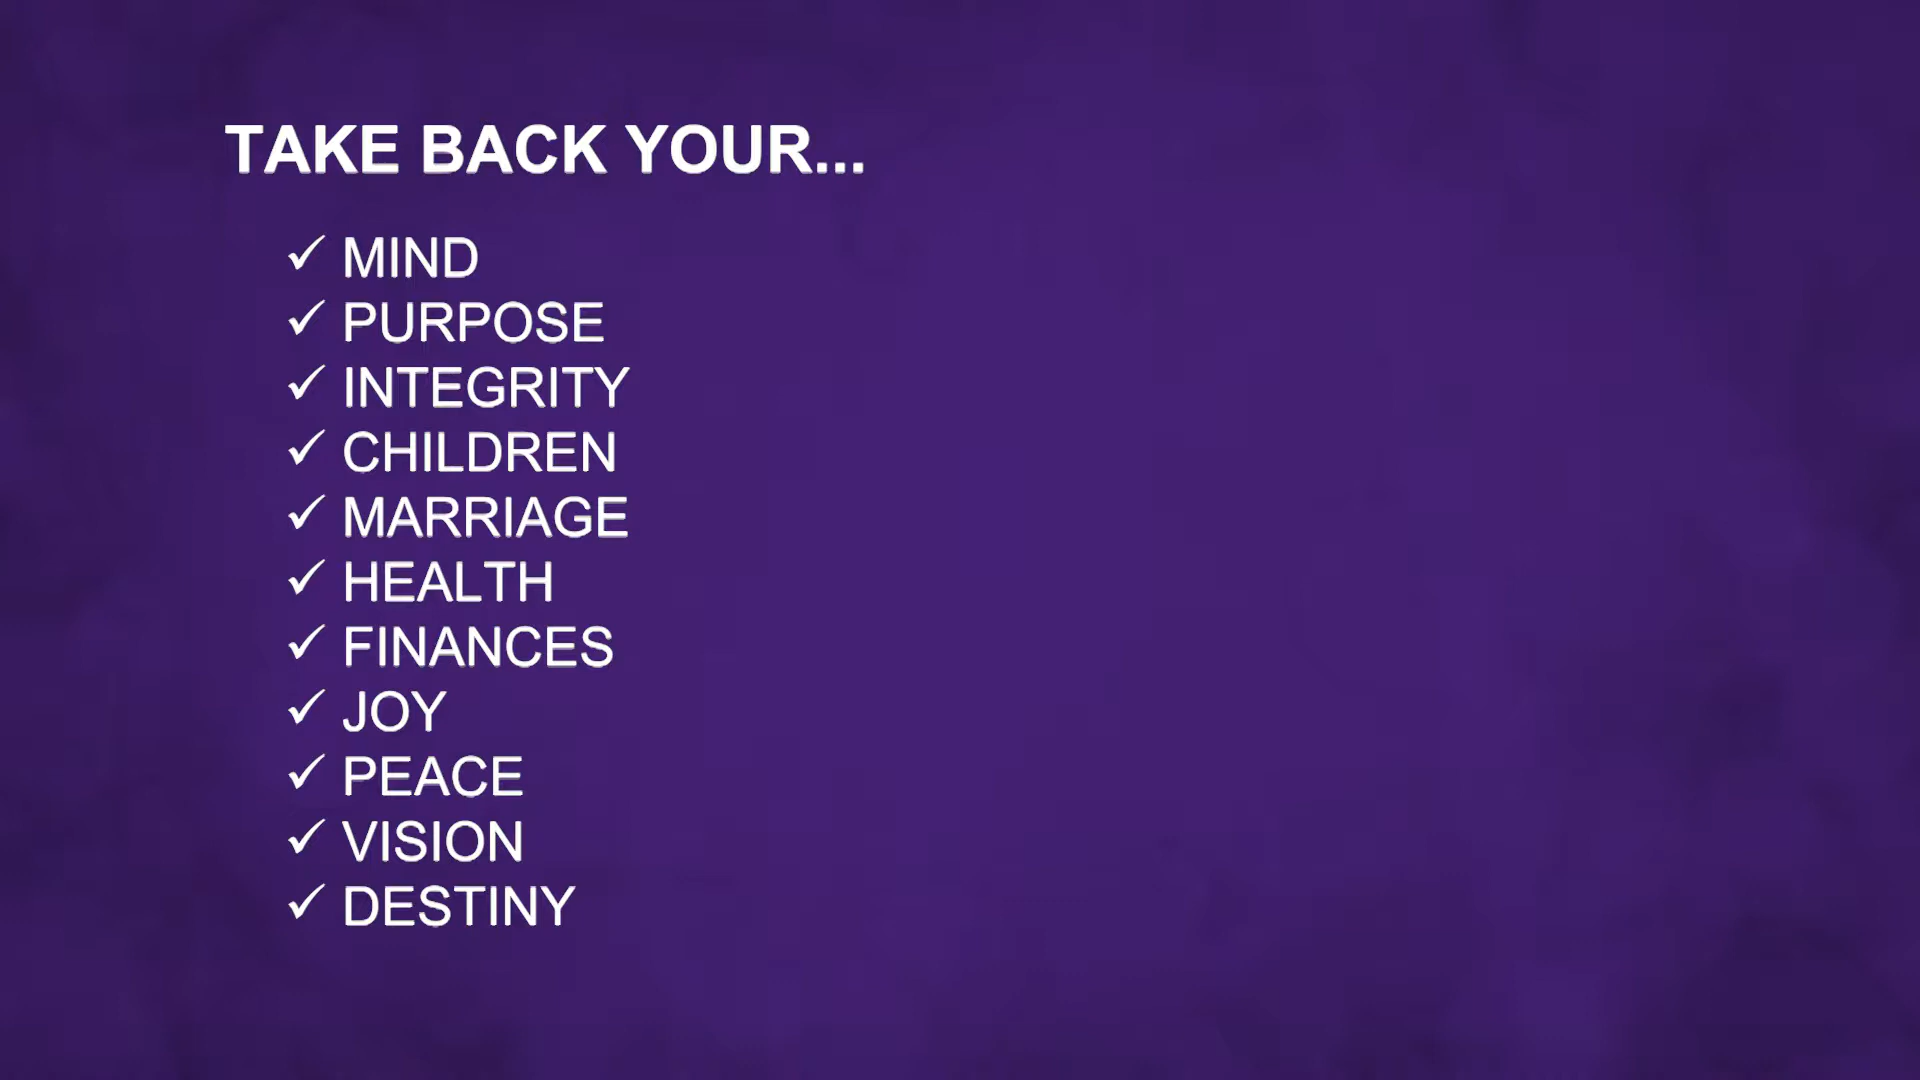 TAKE BACK YOUR...
✓ MIND
✓ PURPOSE
✓ INTEGRITY
✓ CHILDREN
✓ MARRIAGE
✓ HEALTH
✓ FINANCES
✓ JOY
✓ PEACE
✓ VISION
✓ DESTINY